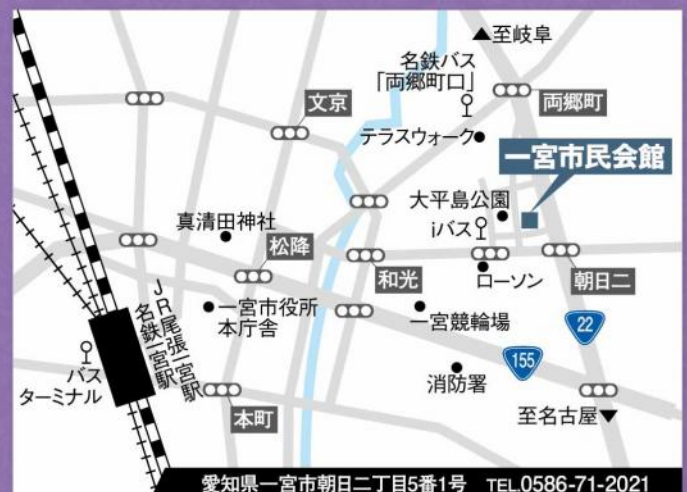 ▲至岐阜
名鉄バス
「両郷町口」
両郷町
文京
テラスウォーク
一宮市民会館
大平島公園
iバス
真清田神社
松降
和光
ローソン
朝日二
一宮市役所
本庁舎
一宮競輪場
22
155
JR尾張一宮駅
名鉄一宮駅
バス
ターミナル
消防署
本町
至名古屋▼
愛知県一宮市朝日二丁目5番1号 TEL.0586-71-2021